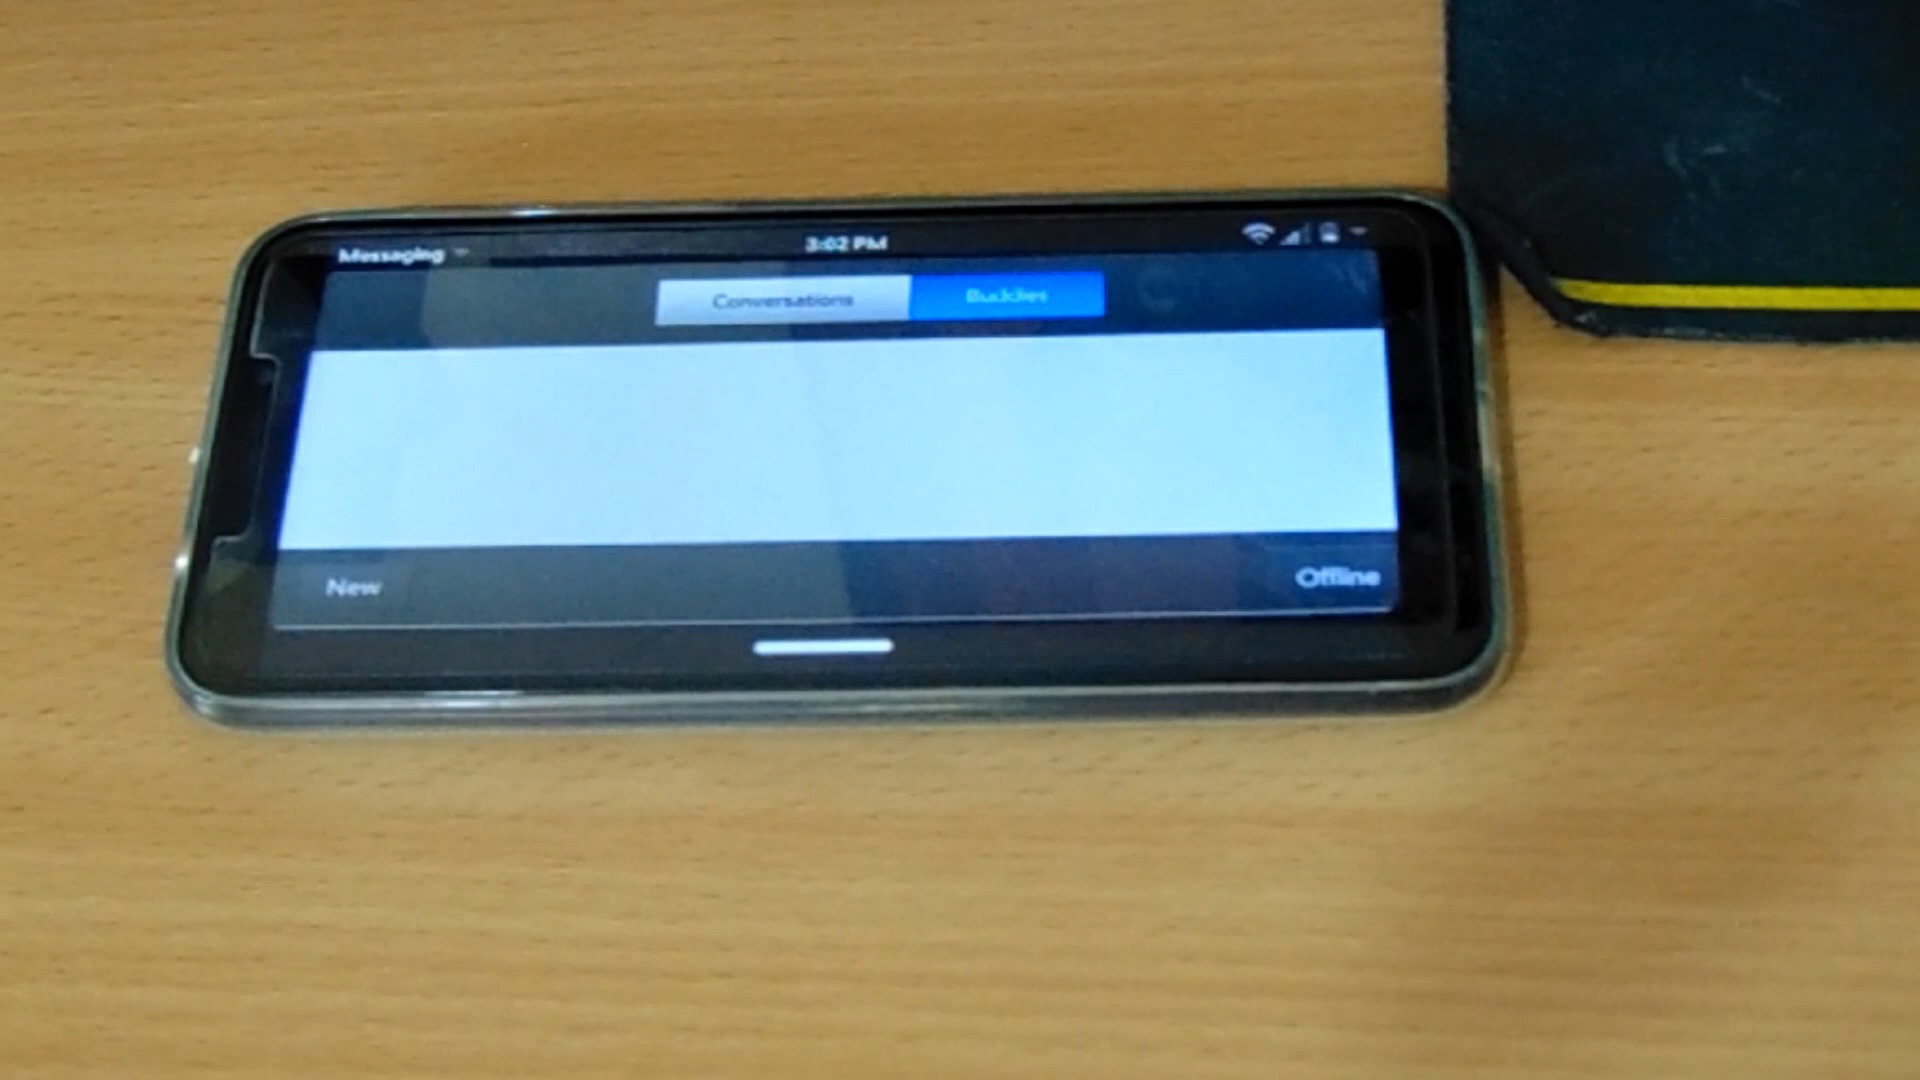 Messaging
3:02 PM
Conversations
Buddies
New
Offline